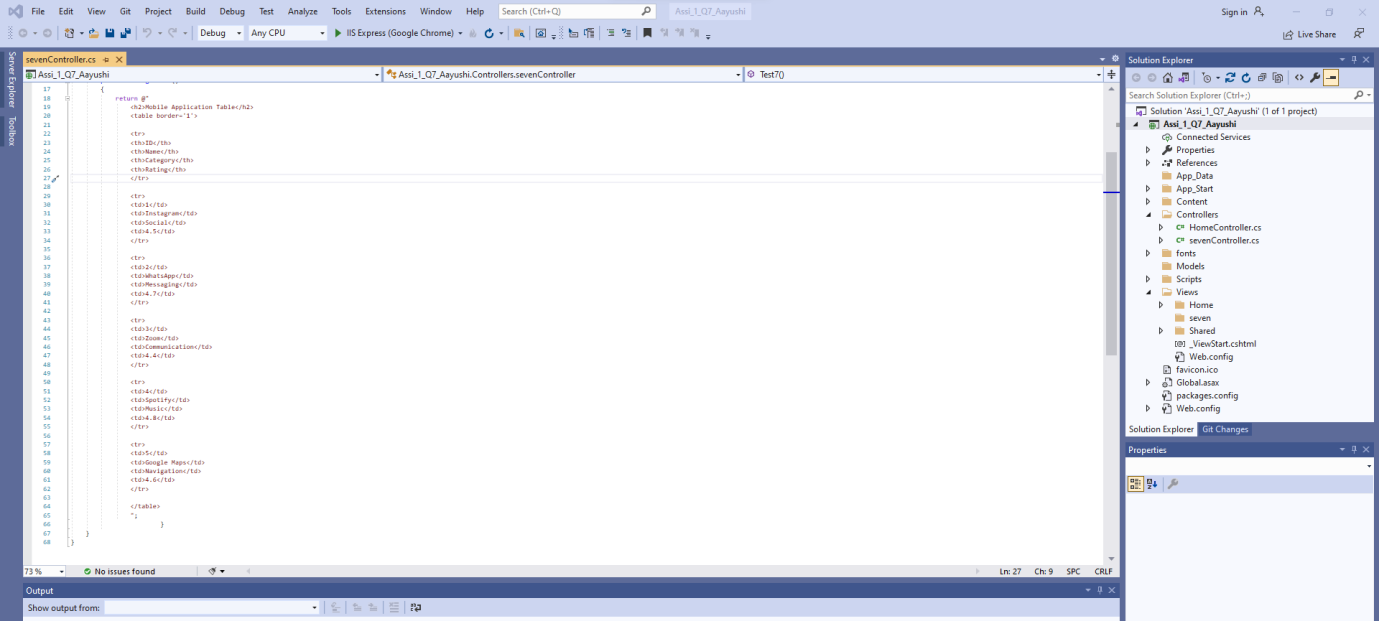 File Edit View Git Project Build Debug Test Analyze Tools Extensions Window Help Search (Ctrl+Q) Assi_1_Q7_Aayushi Sign in
Debug Any CPU IIS Express (Google Chrome) Live Share
Server Explorer
Toolbox
sevenController.cs
Assi_1_Q7_Aayushi Assi_1_Q7_Aayushi.Controllers.sevenController Test7()
17 {
18 return @"
19 <h2>Mobile Application Table</h2>
20 <table border='1'>
21
22 <tr>
23 <th>ID</th>
24 <th>Name</th>
25 <th>Category</th>
26 <th>Rating</th>
27 </tr>
28
29 <tr>
30 <td>1</td>
31 <td>Instagram</td>
32 <td>Social</td>
33 <td>4.5</td>
34 </tr>
35
36 <tr>
37 <td>2</td>
38 <td>WhatsApp</td>
39 <td>Messaging</td>
40 <td>4.7</td>
41 </tr>
42
43 <tr>
44 <td>3</td>
45 <td>Zoom</td>
46 <td>Communication</td>
47 <td>4.4</td>
48 </tr>
49
50 <tr>
51 <td>4</td>
52 <td>Spotify</td>
53 <td>Music</td>
54 <td>4.8</td>
55 </tr>
56
57 <tr>
58 <td>5</td>
59 <td>Google Maps</td>
60 <td>Navigation</td>
61 <td>4.6</td>
62 </tr>
63
64 </table>
65 ";
66 }
67 }
68 }
73 % No issues found Ln: 27 Ch: 9 SPC CRLF
Output
Show output from:
Solution Explorer
Search Solution Explorer (Ctrl+;)
Solution 'Assi_1_Q7_Aayushi' (1 of 1 project)
Assi_1_Q7_Aayushi
Connected Services
Properties
References
App_Data
App_Start
Content
Controllers
C# HomeController.cs
C# sevenController.cs
fonts
Models
Scripts
Views
Home
seven
Shared
_ViewStart.cshtml
Web.config
favicon.ico
Global.asax
packages.config
Web.config
Solution Explorer Git Changes
Properties